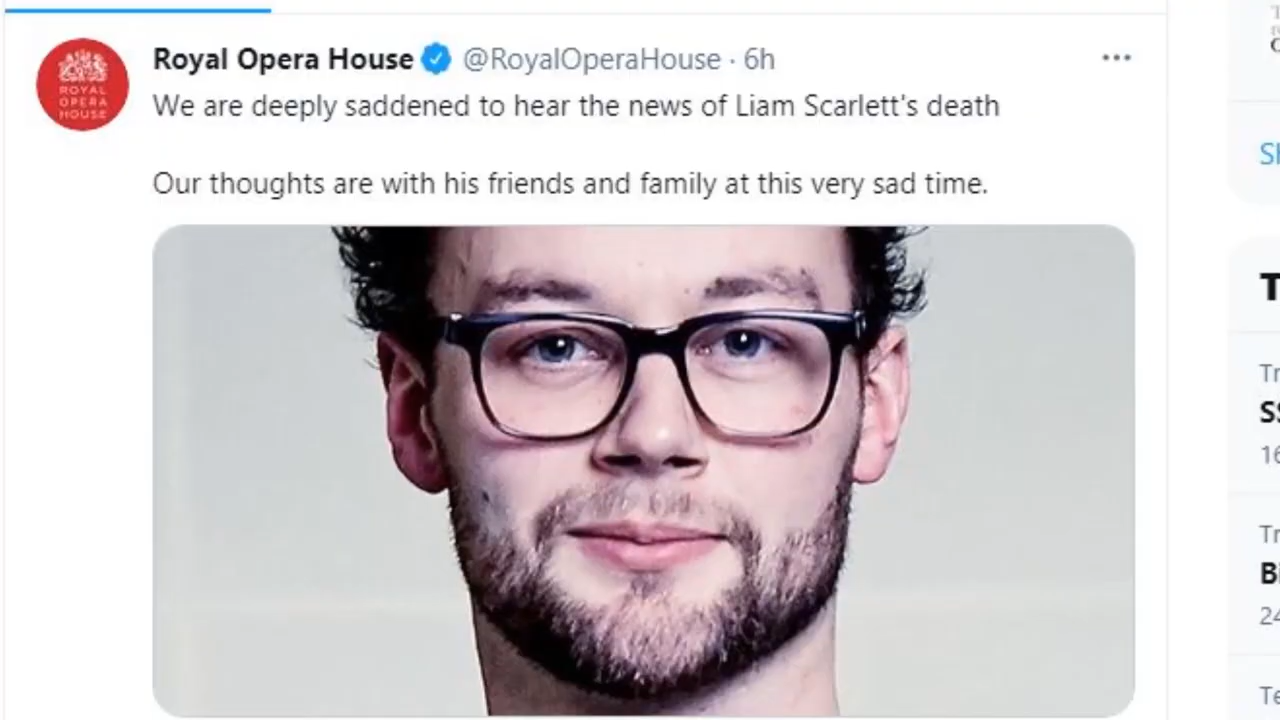 Royal Opera House @RoyalOperaHouse · 6h
We are deeply saddened to hear the news of Liam Scarlett's death
Our thoughts are with his friends and family at this very sad time.
ROYAL
OPERA
HOUSE